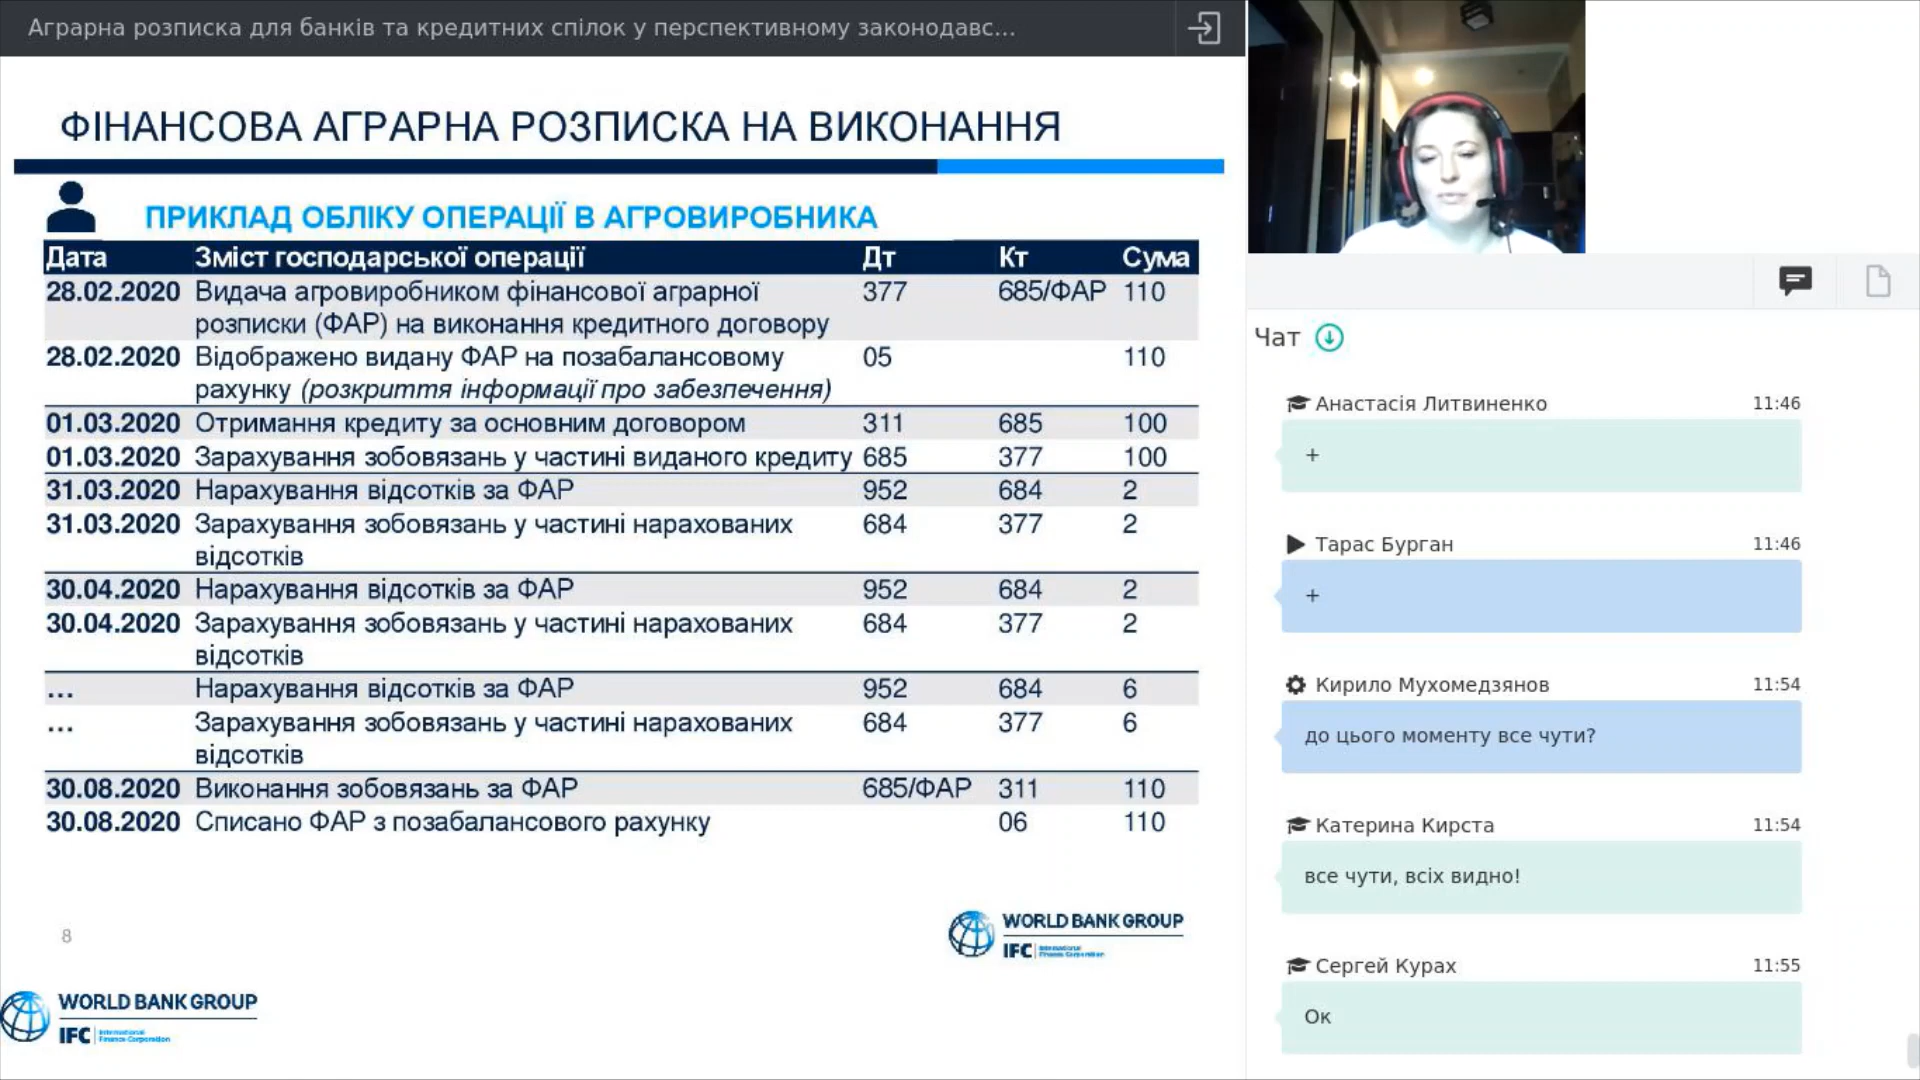 Аграрна розписка для банків та кредитних спілок у перспективному законодавс...
ФІНАНСОВА АГРАРНА РОЗПИСКА НА ВИКОНАННЯ
ПРИКЛАД ОБЛІКУ ОПЕРАЦІЇ В АГРОВИРОБНИКА
Дата Зміст господарської операції Дт Кт Сума
28.02.2020 Видача агровиробником фінансової аграрної 377 685/ФАР 110
розписки (ФАР) на виконання кредитного договору
28.02.2020 Відображено видану ФАР на позабалансовому 05 110
рахунку (розкриття інформації про забезпечення)
01.03.2020 Отримання кредиту за основним договором 311 685 100
01.03.2020 Зарахування зобовязань у частині виданого кредиту 685 377 100
31.03.2020 Нарахування відсотків за ФАР 952 684 2
31.03.2020 Зарахування зобовязань у частині нарахованих 684 377 2
відсотків
30.04.2020 Нарахування відсотків за ФАР 952 684 2
30.04.2020 Зарахування зобовязань у частині нарахованих 684 377 2
відсотків
... Нарахування відсотків за ФАР 952 684 6
... Зарахування зобовязань у частині нарахованих 684 377 6
відсотків
30.08.2020 Виконання зобовязань за ФАР 685/ФАР 311 110
30.08.2020 Списано ФАР з позабалансового рахунку 06 110
8
WORLD BANK GROUP
IFC International
Finance Corporation
WORLD BANK GROUP
IFC International
Finance Corporation
Чат
Анастасія Литвиненко 11:46
+
Тарас Бурган 11:46
+
Кирило Мухомедзянов 11:54
до цього моменту все чути?
Катерина Кирста 11:54
все чути, всіх видно!
Сергей Курах 11:55
Ок